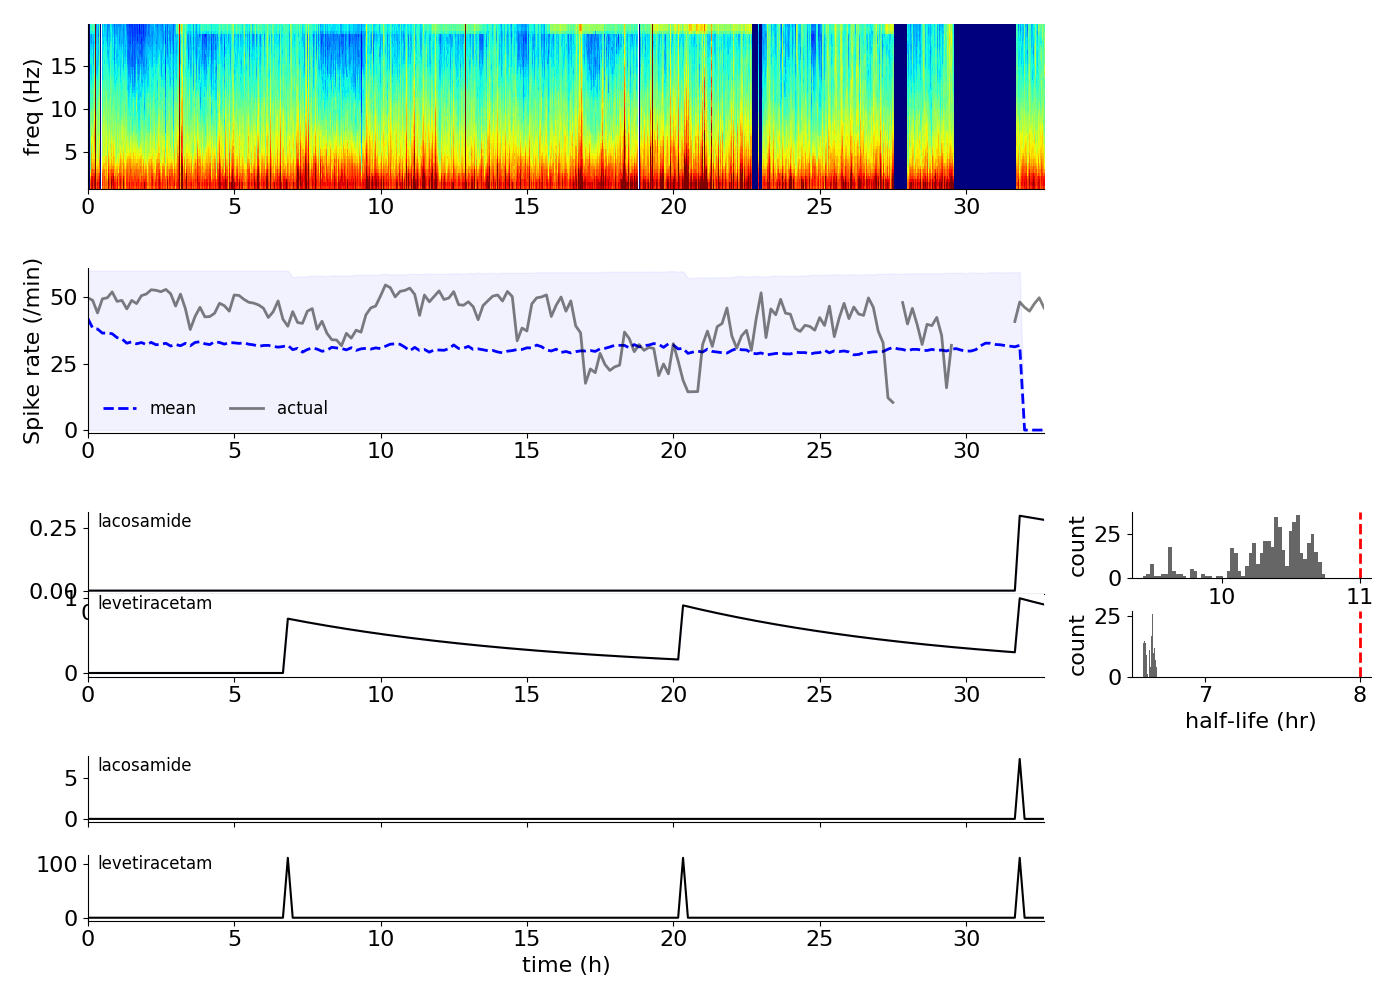 freq (Hz)
15
10
5
0 5 10 15 20 25 30
Spike rate (/min)
50
25
0
mean actual
0 5 10 15 20 25 30
lacosamide
0.25
0.00
0
levetiracetam
1
0
0 5 10 15 20 25 30
count
25
0
10 11
count
25
0
7 8
half-life (hr)
lacosamide
5
0
levetiracetam
100
0
0 5 10 15 20 25 30
time (h)